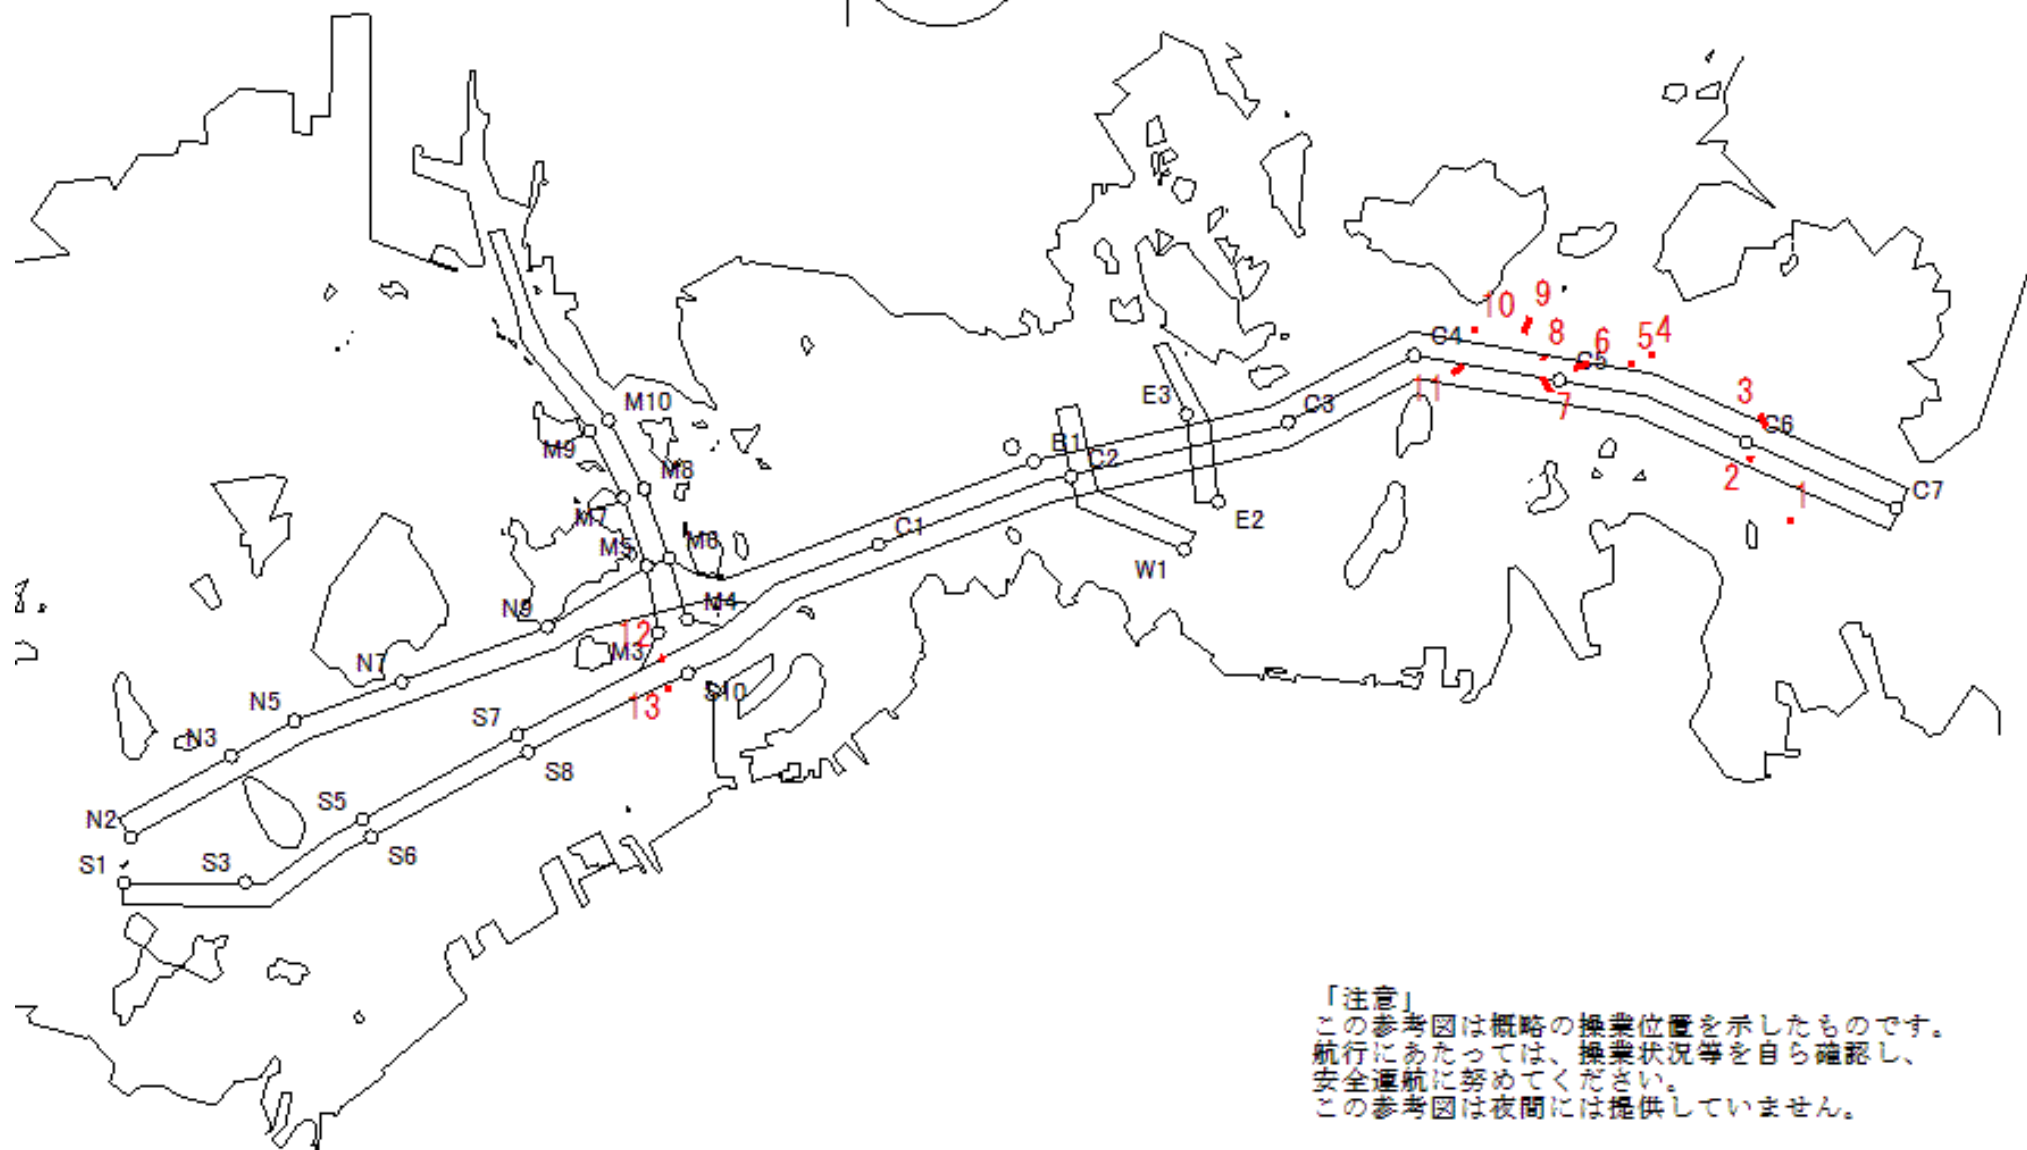 9
10
C4
8
6
5
4
C5
11
7
3
C6
E3
C3
M10
B1
C2
M9
M8
2
1
C7
E2
M7
M5
M6
C1
W1
N9
M4
12
M3
N7
13
S10
N5
S7
N3
S8
S5
N2
S6
S3
S1
「注意」
この参考図は概略の操業位置を示したものです。
航行にあたっては、操業状況等を自ら確認し、
安全運航に努めてください。
この参考図は夜間には提供していません。